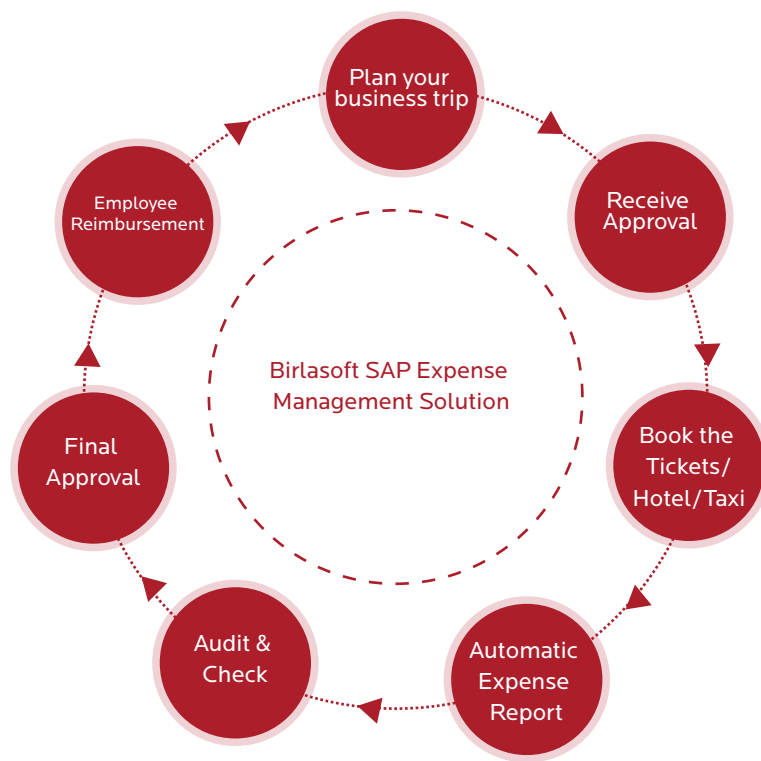 Plan your
business trip
Receive
Approval
Book the
Tickets/
Hotel/Taxi
Automatic
Expense
Report
Audit &
Check
Final
Approval
Employee
Reimbursement
Birlasoft SAP Expense
Management Solution